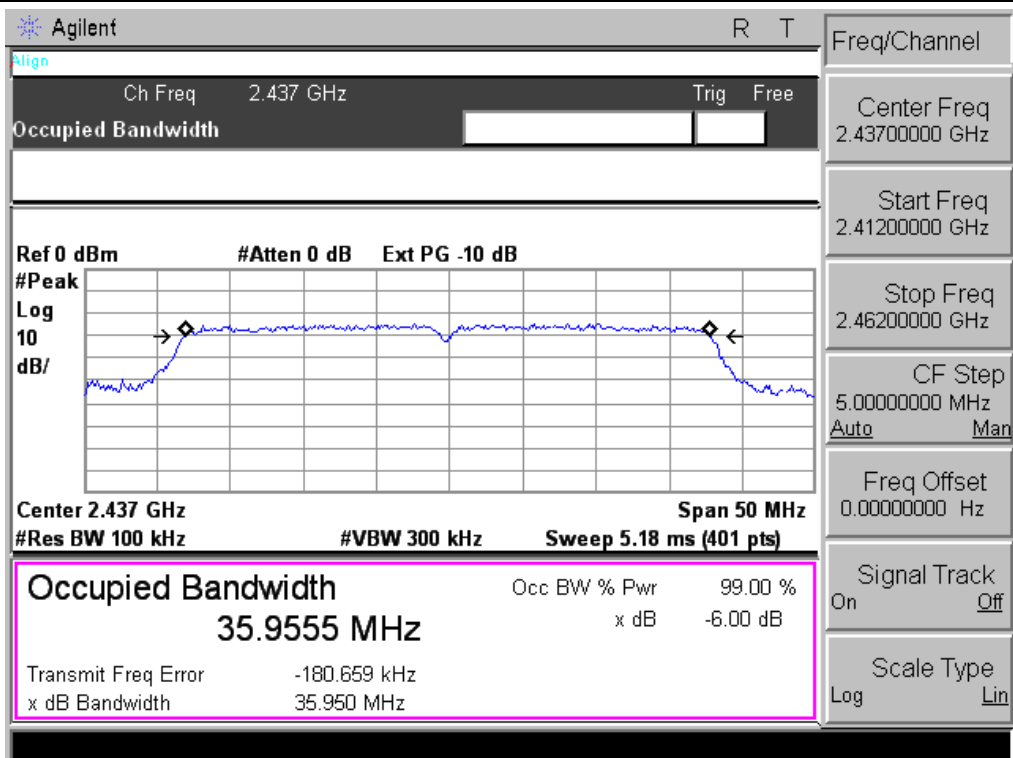 Agilent R T
Align
Ch Freq 2.437 GHz Trig Free
Occupied Bandwidth
Ref 0 dBm #Atten 0 dB Ext PG -10 dB
#Peak
Log
10
dB/
Center 2.437 GHz Span 50 MHz
#Res BW 100 kHz #VBW 300 kHz Sweep 5.18 ms (401 pts)
Occupied Bandwidth Occ BW % Pwr 99.00 %
35.9555 MHz x dB -6.00 dB
Transmit Freq Error -180.659 kHz
x dB Bandwidth 35.950 MHz
Freq/Channel
Center Freq
2.43700000 GHz
Start Freq
2.41200000 GHz
Stop Freq
2.46200000 GHz
CF Step
5.00000000 MHz
Auto Man
Freq Offset
0.00000000 Hz
Signal Track
On Off
Scale Type
Log Lin